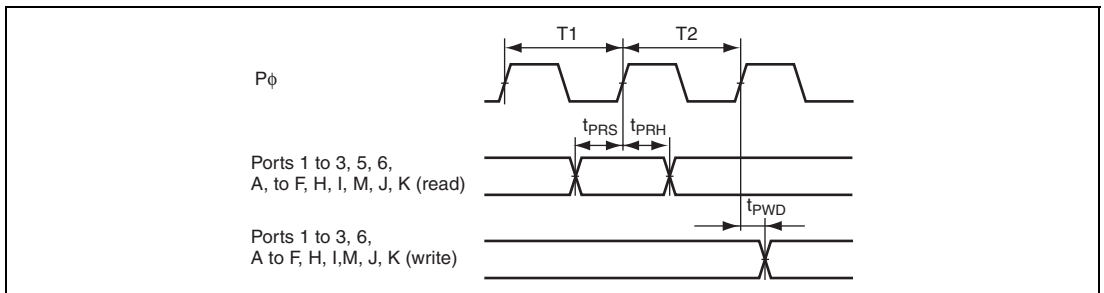 T1 T2
Pϕ
tPRS tPRH
Ports 1 to 3, 5, 6,
A, to F, H, I, M, J, K (read)
tPWD
Ports 1 to 3, 6,
A to F, H, I,M, J, K (write)